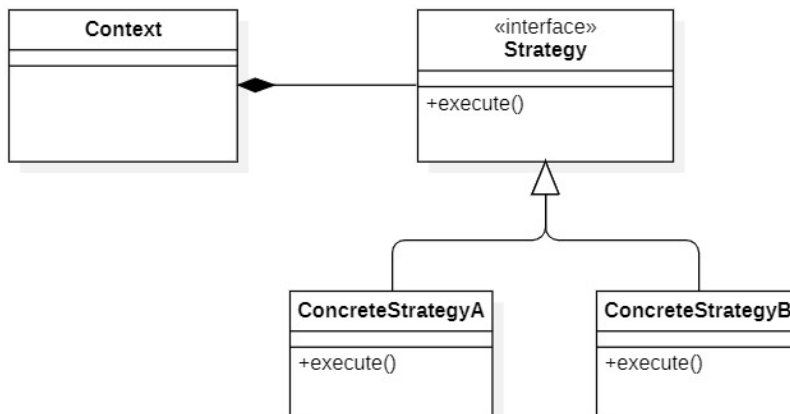 Context
«interface»
Strategy
+execute()
ConcreteStrategyA
+execute()
ConcreteStrategyB
+execute()